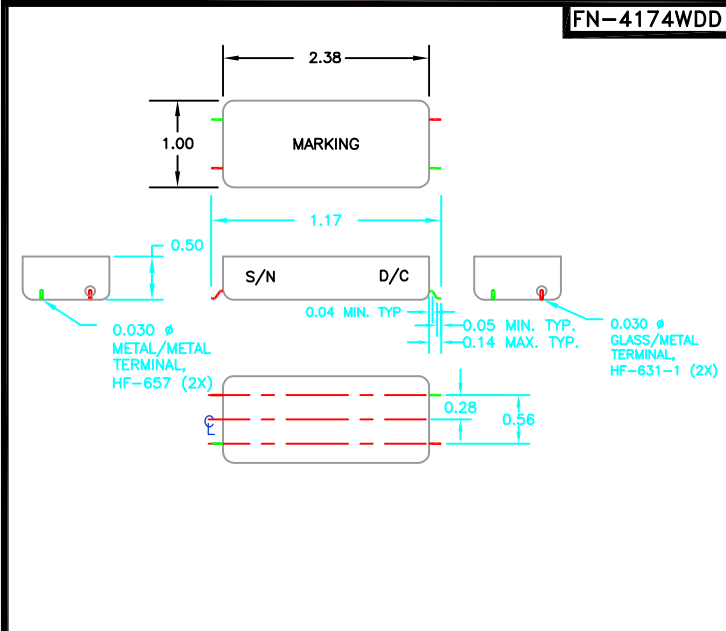 FN-4174WDD
2.38
1.00
MARKING
1.17
0.50
S/N
D/C
0.04 MIN. TYP
0.05 MIN. TYP.
0.14 MAX. TYP.
0.030 ø
METAL/METAL
TERMINAL,
HF-657 (2X)
0.030 ø
GLASS/METAL
TERMINAL,
HF-631-1 (2X)
0.28
0.56
CL